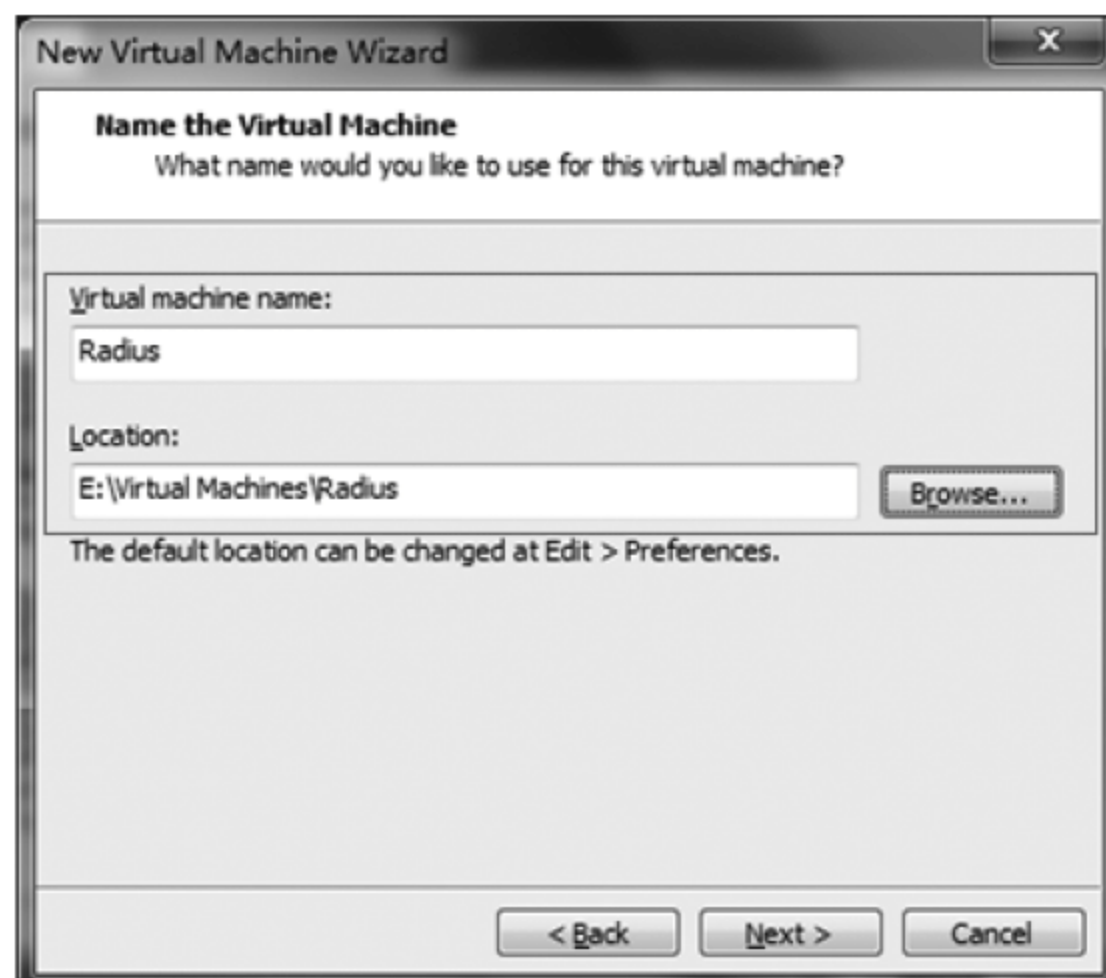 New Virtual Machine Wizard
x
Name the Virtual Machine
What name would you like to use for this virtual machine?
Virtual machine name:
Radius
Location:
E:\Virtual Machines\Radius
Browse...
The default location can be changed at Edit > Preferences.
< Back
Next >
Cancel